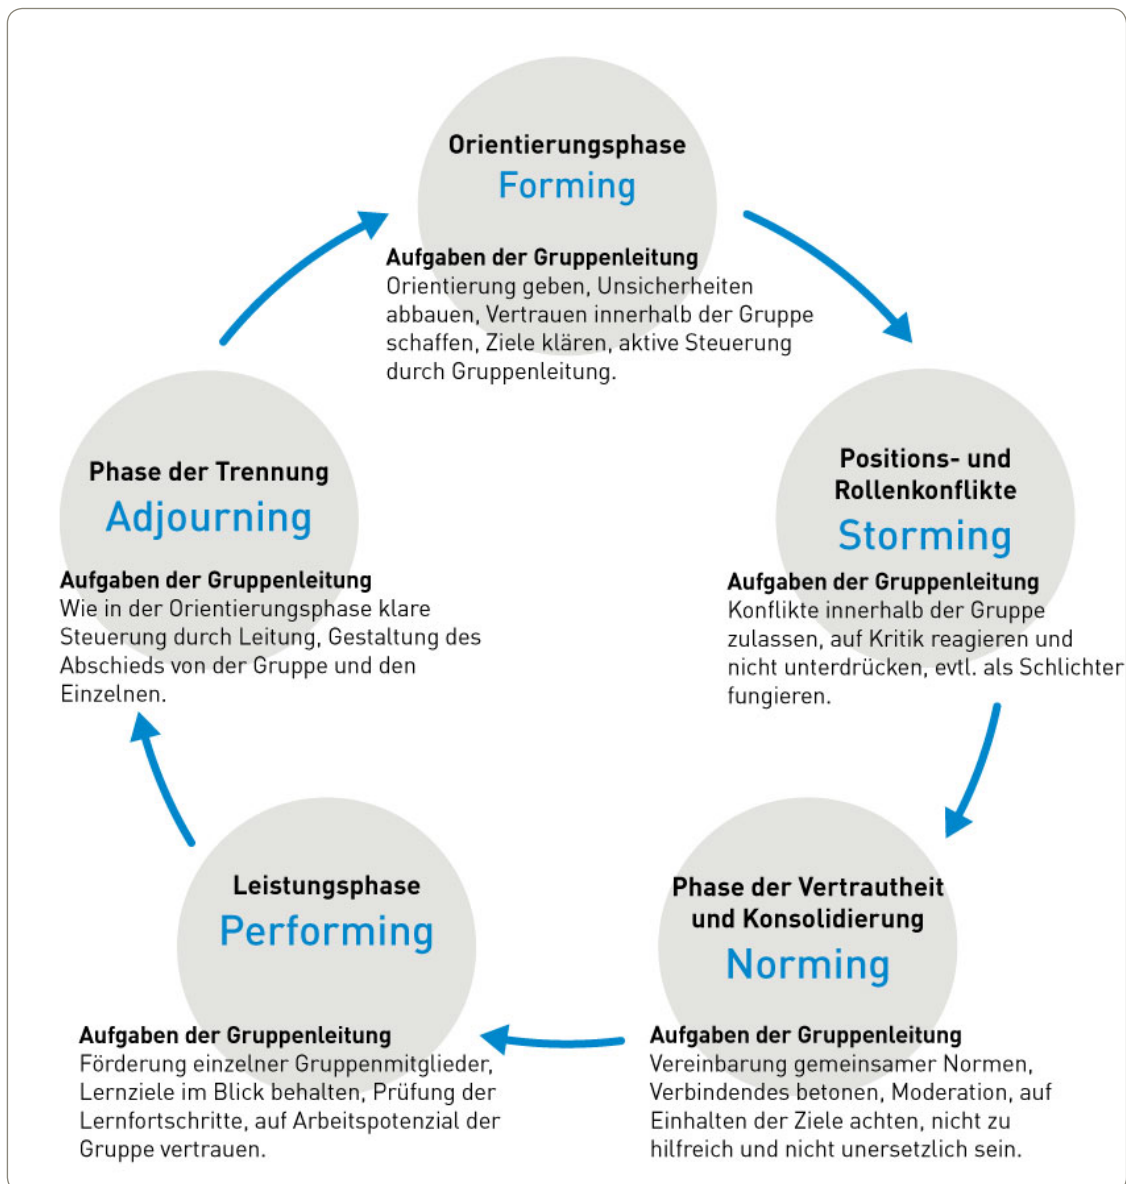 Orientierungsphase
Forming
Aufgaben der Gruppenleitung
Orientierung geben, Unsicherheiten
abbauen, Vertrauen innerhalb der Gruppe
schaffen, Ziele klären, aktive Steuerung
durch Gruppenleitung.
Positions- und
Rollenkonflikte
Storming
Aufgaben der Gruppenleitung
Konflikte innerhalb der Gruppe
zulassen, auf Kritik reagieren und
nicht unterdrücken, evtl. als Schlichter
fungieren.
Phase der Vertrautheit
und Konsolidierung
Norming
Aufgaben der Gruppenleitung
Vereinbarung gemeinsamer Normen,
Verbindendes betonen, Moderation, auf
Einhalten der Ziele achten, nicht zu
hilfreich und nicht unersetzlich sein.
Leistungsphase
Performing
Aufgaben der Gruppenleitung
Förderung einzelner Gruppenmitglieder,
Lernziele im Blick behalten, Prüfung der
Lernfortschritte, auf Arbeitspotenzial der
Gruppe vertrauen.
Phase der Trennung
Adjourning
Aufgaben der Gruppenleitung
Wie in der Orientierungsphase klare
Steuerung durch Leitung, Gestaltung des
Abschieds von der Gruppe und den
Einzelnen.